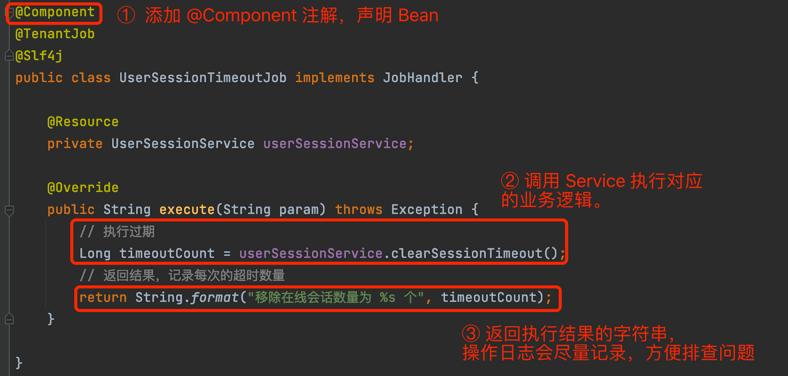 @Component
① 添加 @Component 注解，声明 Bean
@TenantJob
@Slf4j
public class UserSessionTimeoutJob implements JobHandler {
@Resource
private UserSessionService userSessionService;
@Override
② 调用 Service 执行对应
的业务逻辑。
public String execute(String param) throws Exception {
// 执行过期
Long timeoutCount = userSessionService.clearSessionTimeout();
// 返回结果，记录每次的超时数量
return String.format("移除在线会话数量为 %s 个", timeoutCount);
}
③ 返回执行结果的字符串，
操作日志会尽量记录，方便排查问题
}